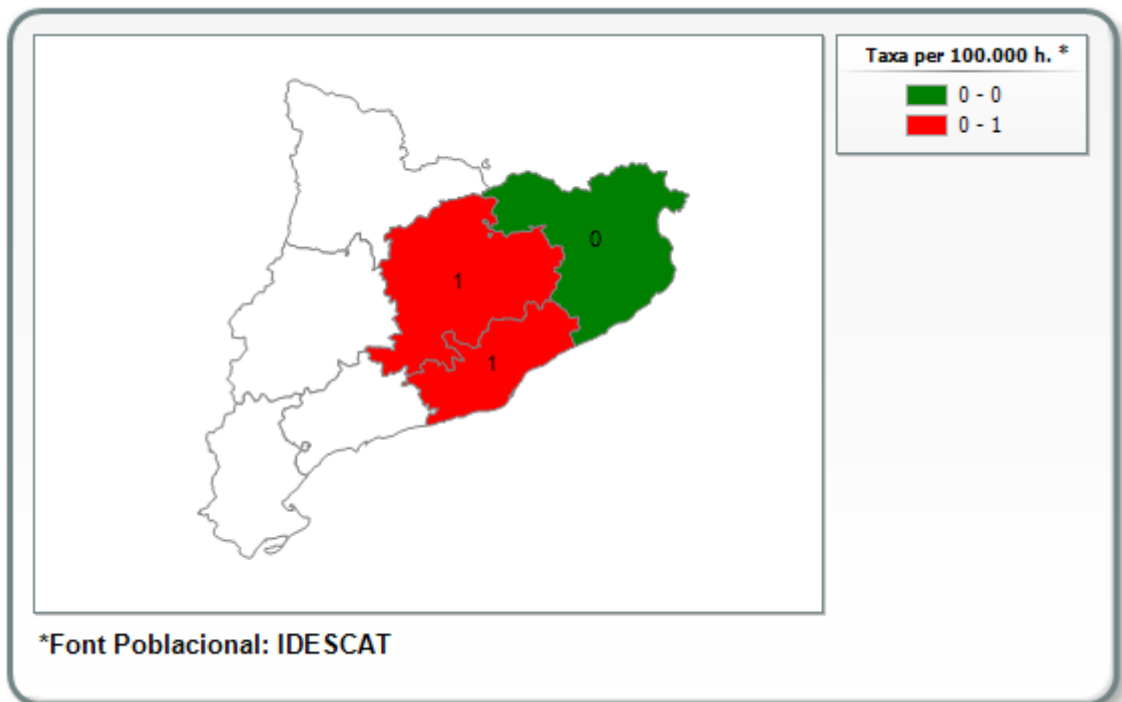 Taxa per 100.000 h. *
0 - 0
0 - 1
0
1
1
*Font Poblacional: IDESCAT